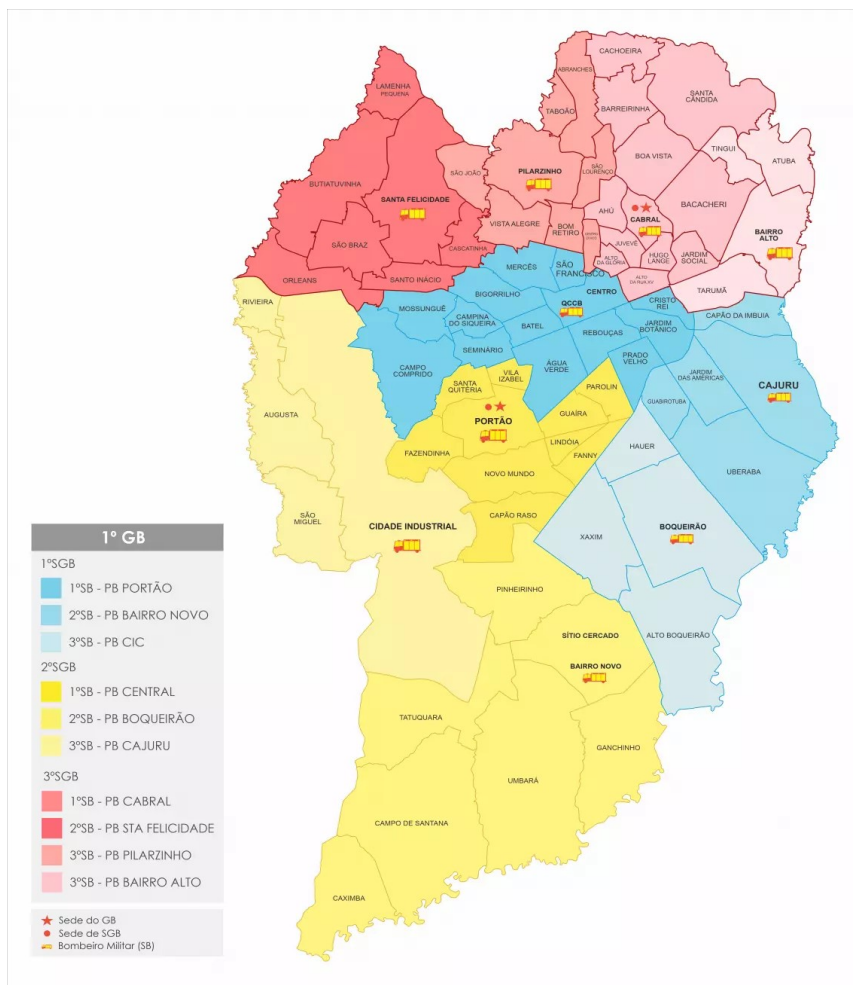 CACHOEIRA
ABRANCHES
LAMENHA
PEQUENA
SANTA
CÂNDIDA
TABOÃO
BARREIRINHA
TINGUI
ATUBA
BOA VISTA
BUTIATUVINHA
SÃO JOÃO
PILARZINHO
SÃO
LOURENÇO
SANTA FELICIDADE
AHÚ
CABRAL
BACACHERI
BAIRRO
ALTO
VISTA ALEGRE
BOM
RETIRO
SÃO BRAZ
CASCATINHA
JUVEVÊ
ALTO
DA GLÓRIA
HUGO
LANGE
JARDIM
SOCIAL
ORLEANS
SANTO INÁCIO
MERCÊS
SÃO
FRANCISCO
ALTO
DA RUA XV
TARUMÃ
RIVIEIRA
MOSSUNGUÊ
BIGORRILHO
CENTRO
QCCB
CRISTO
REI
CAPÃO DA IMBUIA
CAMPINA
DO SIQUEIRA
BATEL
REBOUÇAS
JARDIM
BOTÂNICO
SEMINÁRIO
CAMPO
COMPRIDO
ÁGUA
VERDE
PRADO
VELHO
JARDIM
DAS AMÉRICAS
CAJURU
SANTA
QUITÉRIA
VILA
IZABEL
PAROLIN
GUABIROTUBA
AUGUSTA
PORTÃO
GUAÍRA
FAZENDINHA
LINDÓIA
FANNY
HAUER
UBERABA
NOVO MUNDO
SÃO
MIGUEL
CAPÃO RASO
CIDADE INDUSTRIAL
XAXIM
BOQUEIRÃO
PINHEIRINHO
SÍTIO CERCADO
ALTO BOQUEIRÃO
BAIRRO NOVO
TATUQUARA
GANCHINHO
UMBARÁ
CAMPO DE SANTANA
CAXIMBA
1º GB
1ºSGB
1ºSB - PB PORTÃO
2ºSB - PB BAIRRO NOVO
3ºSB - PB CIC
2ºSGB
1ºSB - PB CENTRAL
2ºSB - PB BOQUEIRÃO
3ºSB - PB CAJURU
3ºSGB
1ºSB - PB CABRAL
2ºSB - PB STA FELICIDADE
3ºSB - PB PILARZINHO
3ºSB - PB BAIRRO ALTO
Sede do GB
Sede de SGB
Bombeiro Militar (SB)